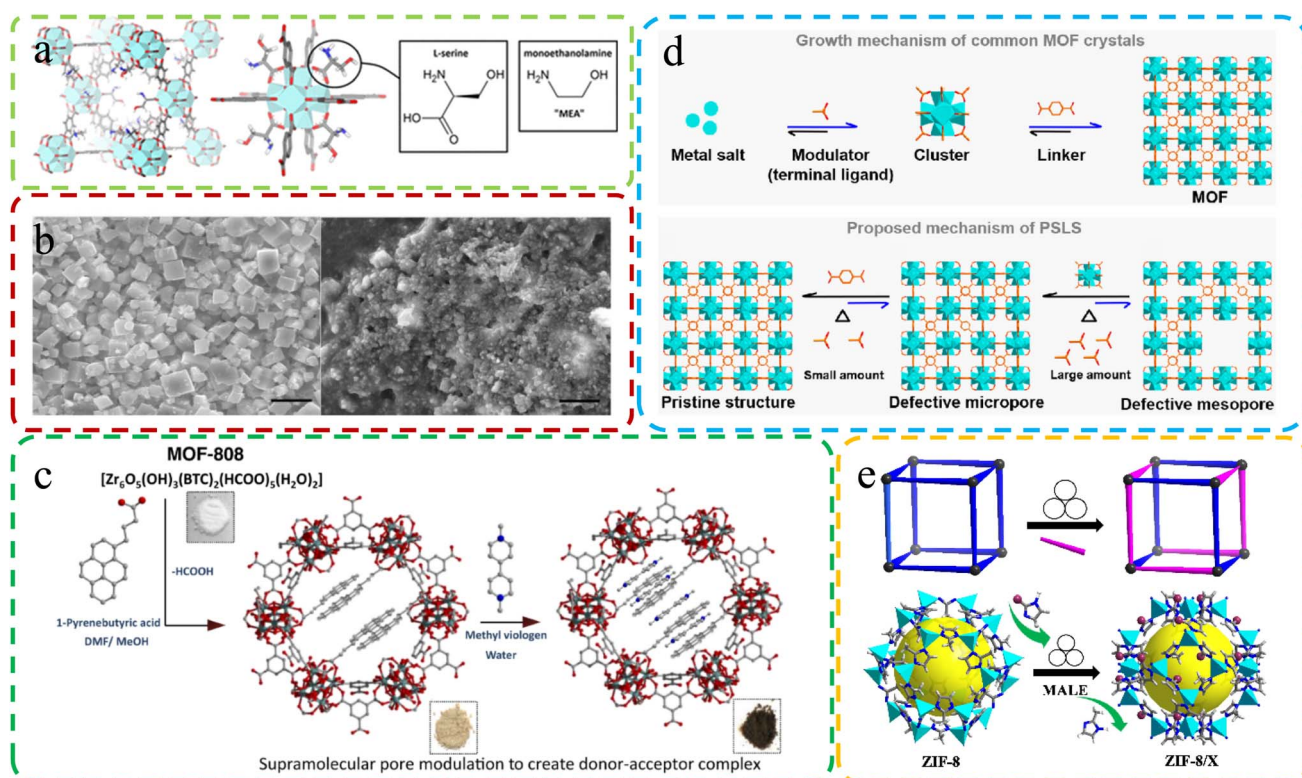 a
L-serine
H₂N
OH
HO
O
monoethanolamine
H₂N
OH
"MEA"
b
c
MOF-808
[Zr₆O₅(OH)₃(BTC)₂(HCOO)₅(H₂O)₂]
-HCOOH
1-Pyrenebutyric acid
DMF/ MeOH
Methyl viologen
Water
Supramolecular pore modulation to create donor-acceptor complex
d
Growth mechanism of common MOF crystals
Metal salt
Modulator
(terminal ligand)
Cluster
Linker
MOF
Proposed mechanism of PSLS
Δ
Small amount
Δ
Large amount
Pristine structure
Defective micropore
Defective mesopore
e
MALE
ZIF-8
ZIF-8/X